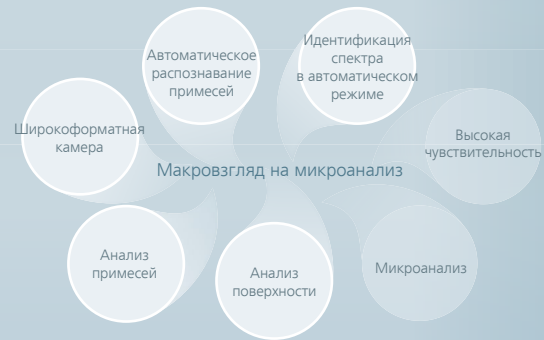 Идентификация
спектра
в автоматическом
режиме
Автоматическое
распознавание
примесей
Широкоформатная
камера
Высокая
чувствительность
Макровзгляд на микроанализ
Анализ
примесей
Анализ
поверхности
Микроанализ